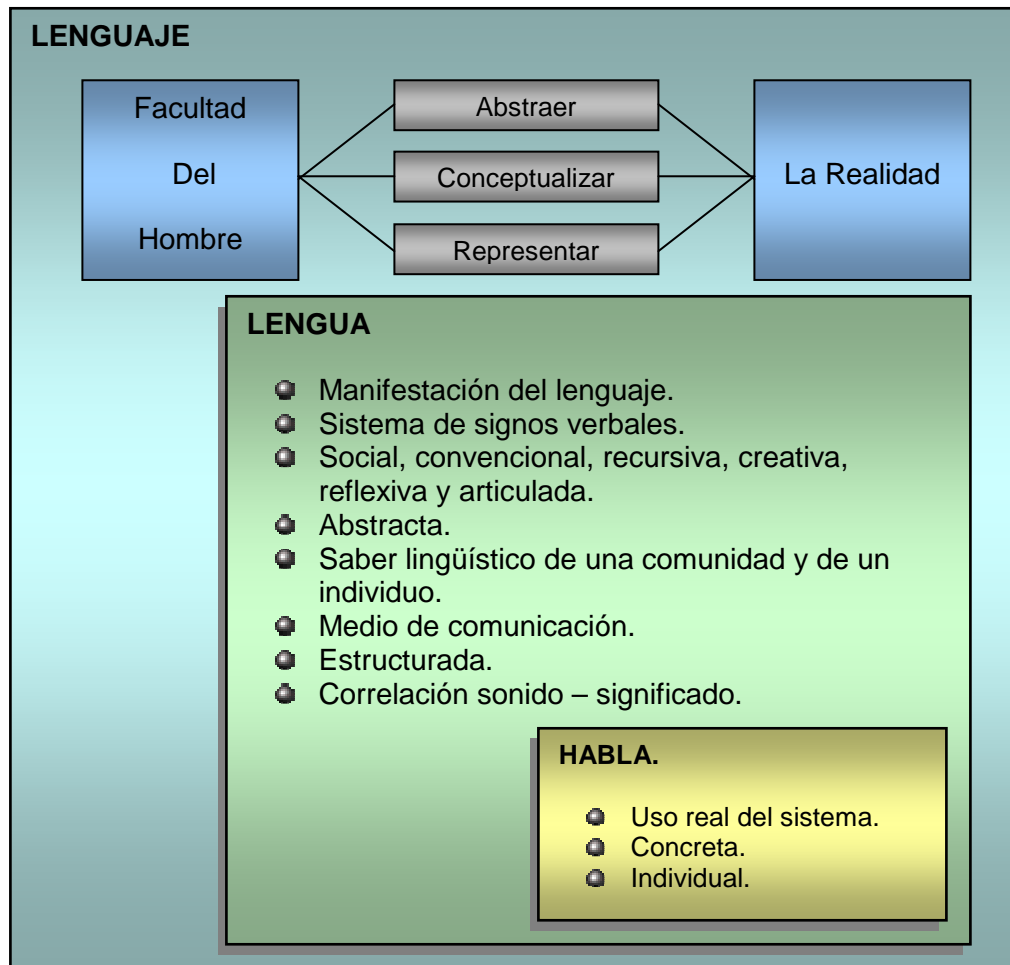 LENGUAJE
Facultad
Del
Hombre
Abstraer
Conceptualizar
Representar
La Realidad
LENGUA
Manifestación del lenguaje.
Sistema de signos verbales.
Social, convencional, recursiva, creativa,
reflexiva y articulada.
Abstracta.
Saber lingüístico de una comunidad y de un
individuo.
Medio de comunicación.
Estructurada.
Correlación sonido – significado.
HABLA.
Uso real del sistema.
Concreta.
Individual.